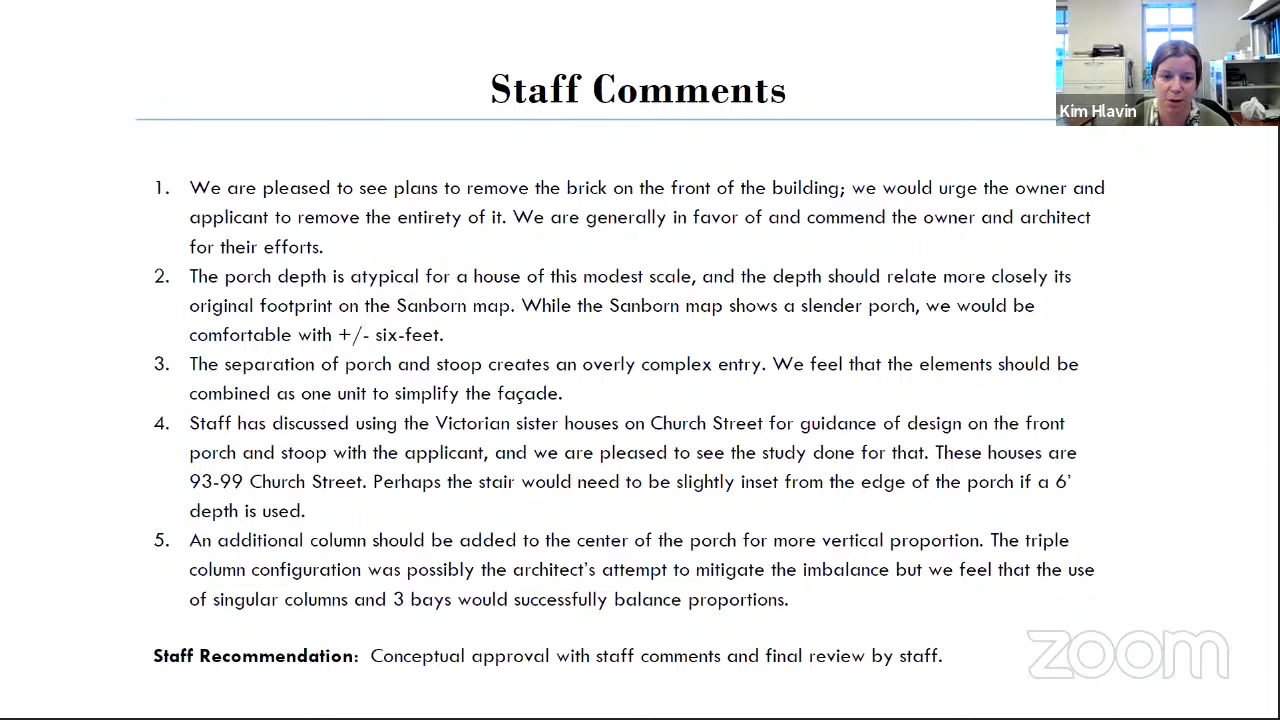 Staff Comments
Kim Hlavin
1. We are pleased to see plans to remove the brick on the front of the building; we would urge the owner and
applicant to remove the entirety of it. We are generally in favor of and commend the owner and architect
for their efforts.
2. The porch depth is atypical for a house of this modest scale, and the depth should relate more closely its
original footprint on the Sanborn map. While the Sanborn map shows a slender porch, we would be
comfortable with +/- six-feet.
3. The separation of porch and stoop creates an overly complex entry. We feel that the elements should be
combined as one unit to simplify the façade.
4. Staff has discussed using the Victorian sister houses on Church Street for guidance of design on the front
porch and stoop with the applicant, and we are pleased to see the study done for that. These houses are
93-99 Church Street. Perhaps the stair would need to be slightly inset from the edge of the porch if a 6'
depth is used.
5. An additional column should be added to the center of the porch for more vertical proportion. The triple
column configuration was possibly the architect's attempt to mitigate the imbalance but we feel that the use
of singular columns and 3 bays would successfully balance proportions.
Staff Recommendation: Conceptual approval with staff comments and final review by staff.
zoom